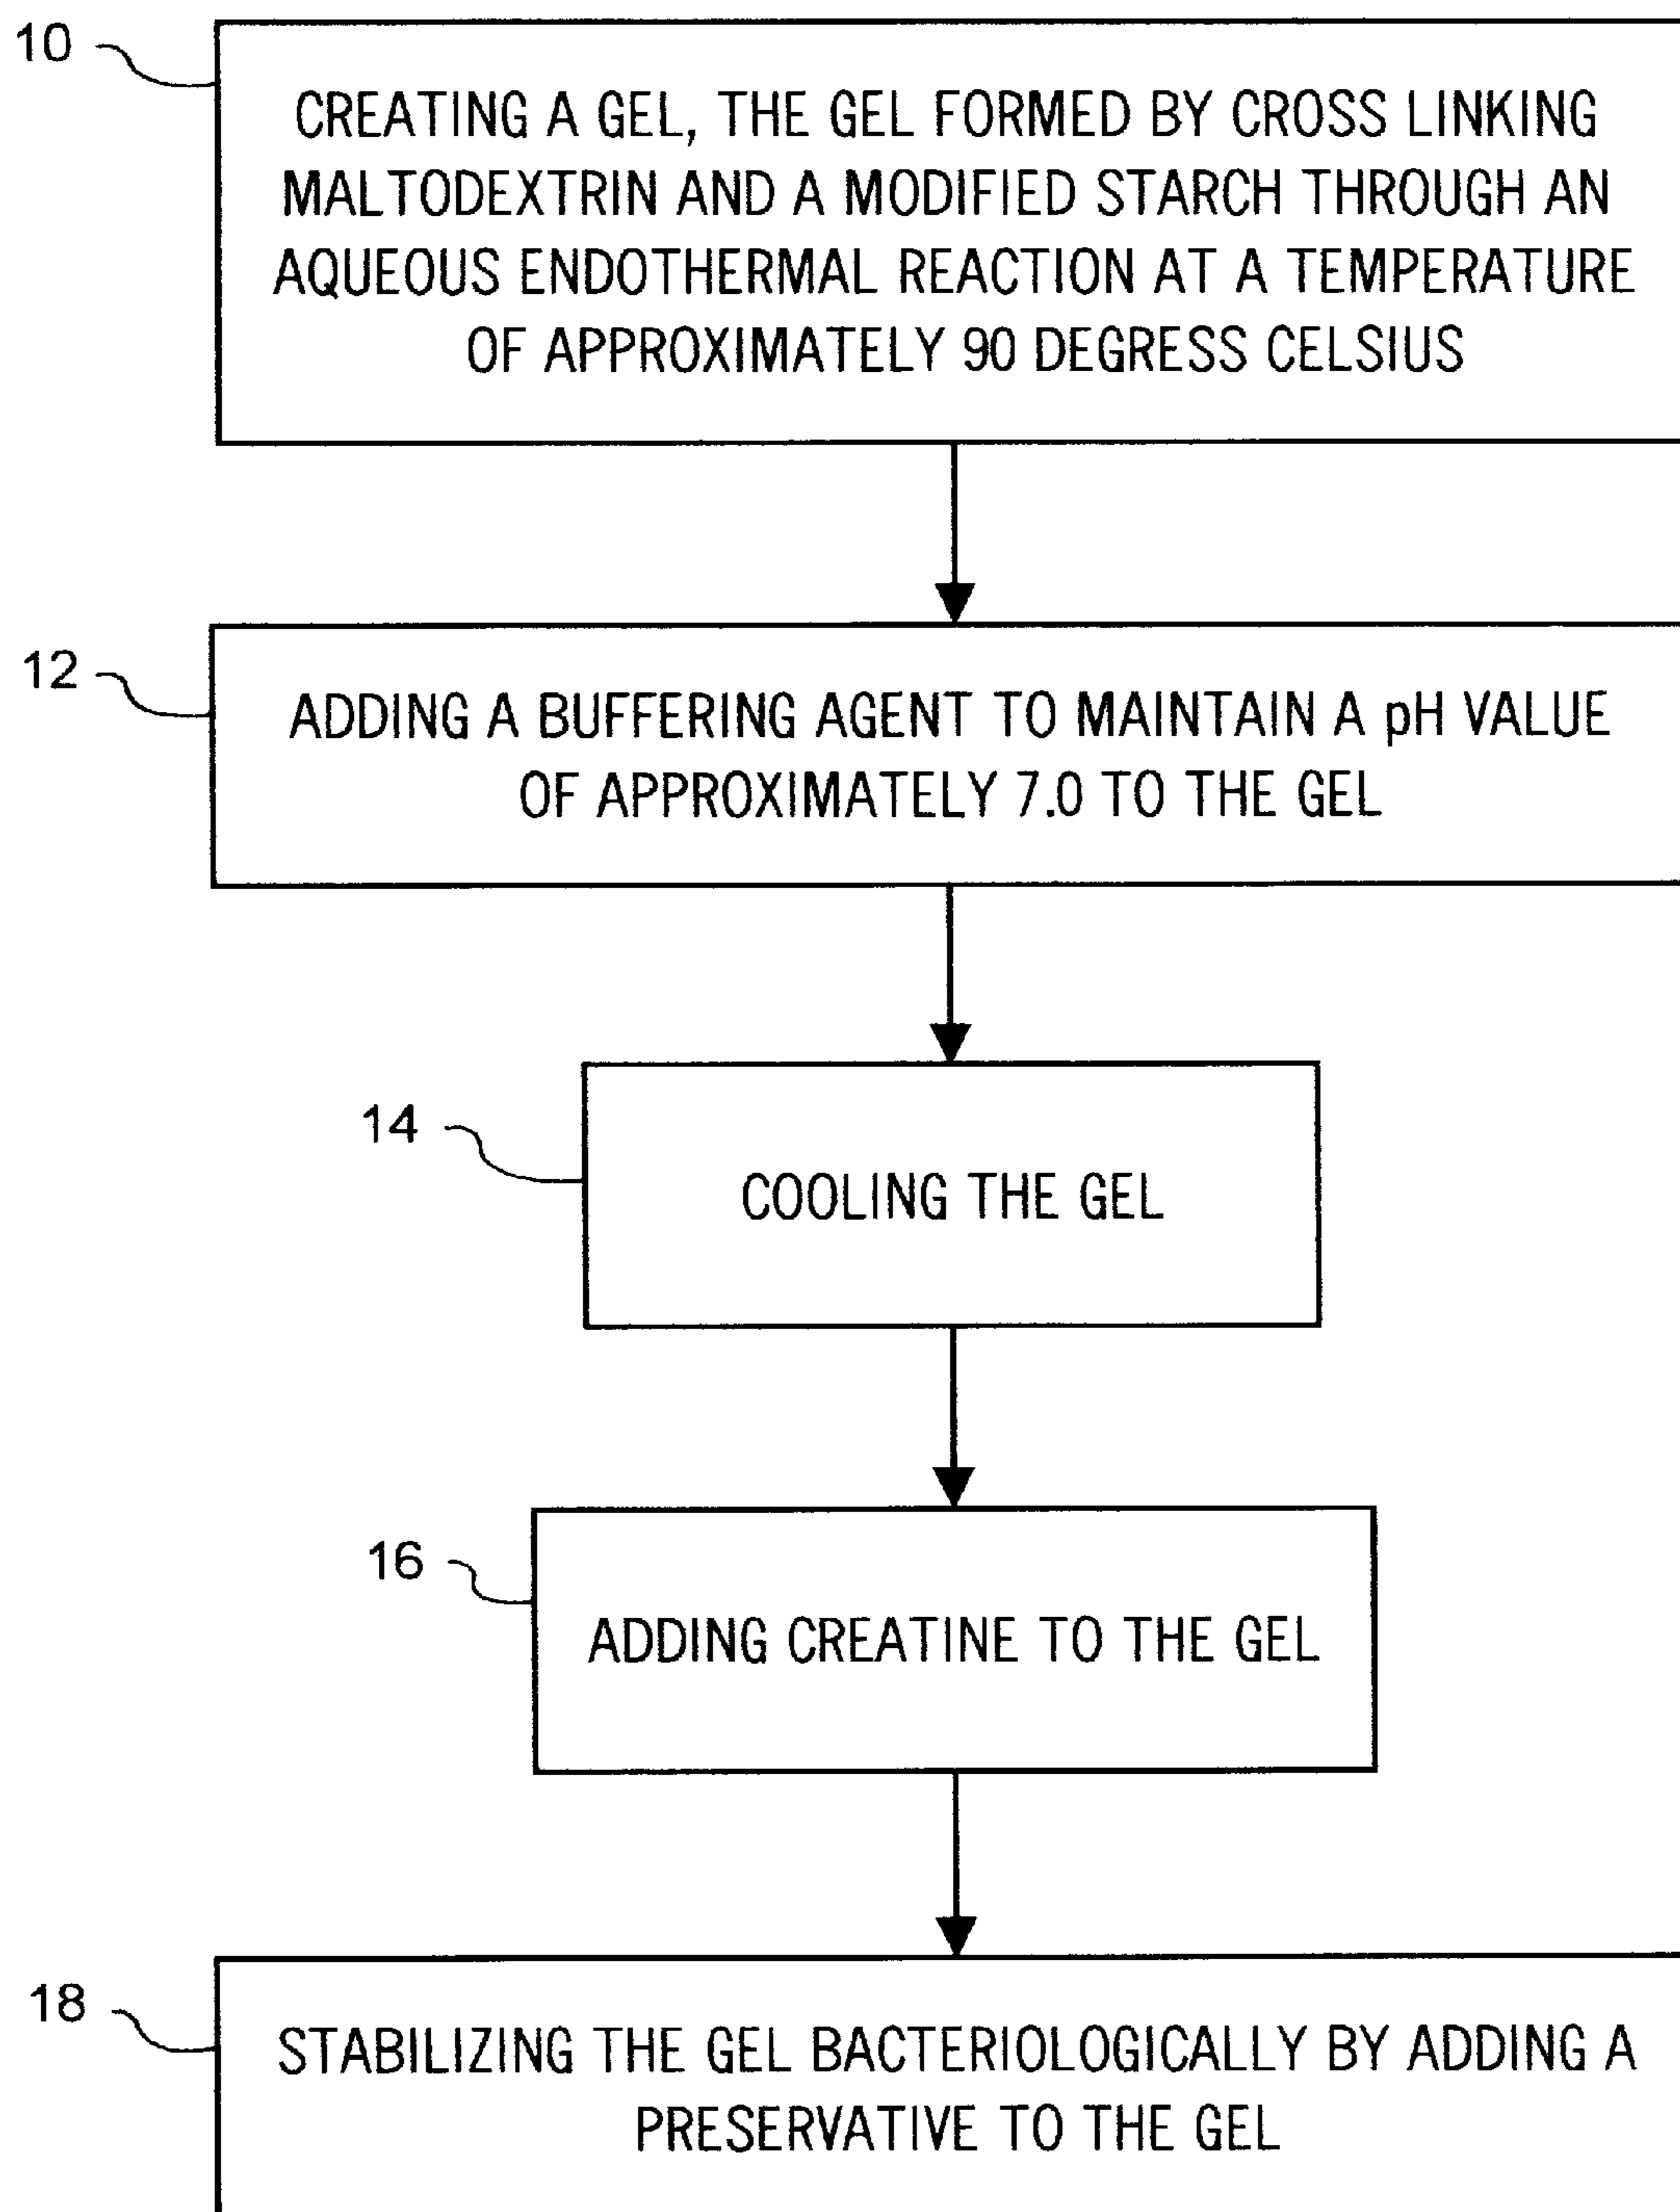 10
CREATING A GEL, THE GEL FORMED BY CROSS LINKING
MALTODEXTRIN AND A MODIFIED STARCH THROUGH AN
AQUEOUS ENDOTHERMAL REACTION AT A TEMPERATURE
OF APPROXIMATELY 90 DEGRESS CELSIUS
12
ADDING A BUFFERING AGENT TO MAINTAIN A pH VALUE
OF APPROXIMATELY 7.0 TO THE GEL
14
COOLING THE GEL
16
ADDING CREATINE TO THE GEL
18
STABILIZING THE GEL BACTERIOLOGICALLY BY ADDING A
PRESERVATIVE TO THE GEL